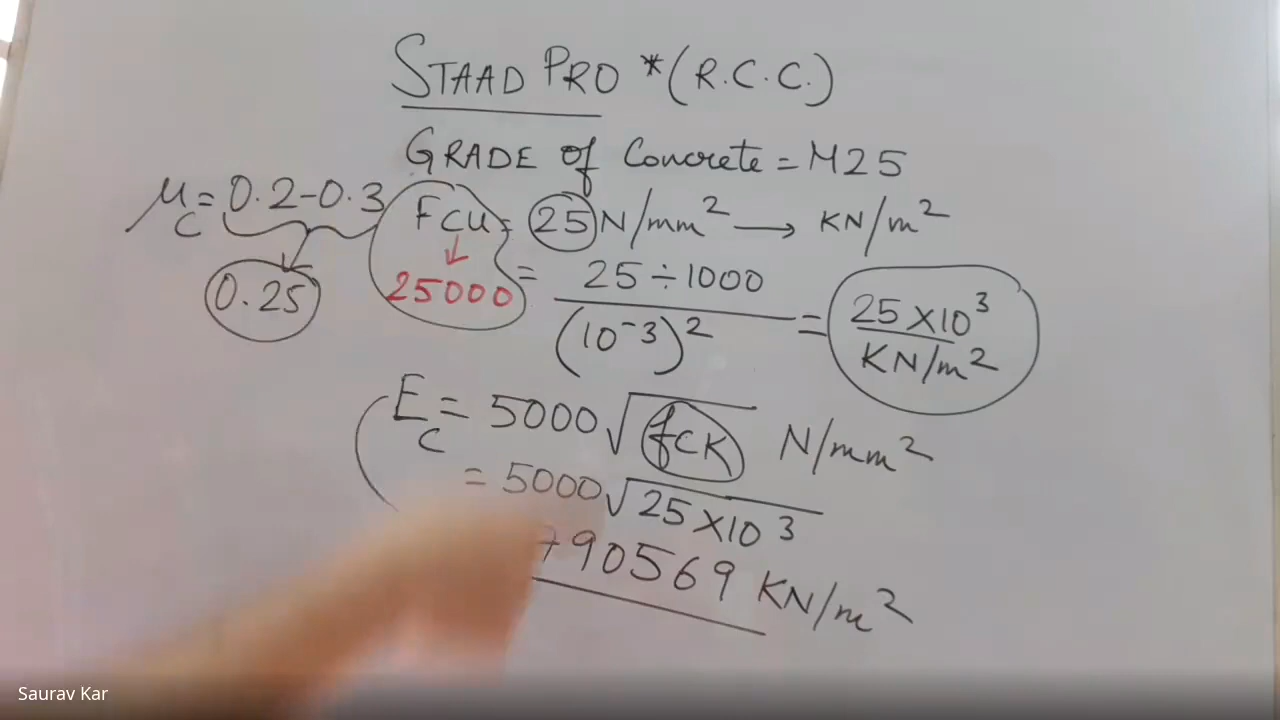 STAAD PRO *(R.C.C.)
GRADE of Concrete = M25
μc = 0.2-0.3
0.25
FCU = 25 N/mm² → KN/m²
25000
= 25 ÷ 1000 / (10⁻³)² = 25 × 10³ KN/m²
Ec = 5000 √fCK N/mm²
= 5000 √25 × 10³
790569 KN/m²
Saurav Kar